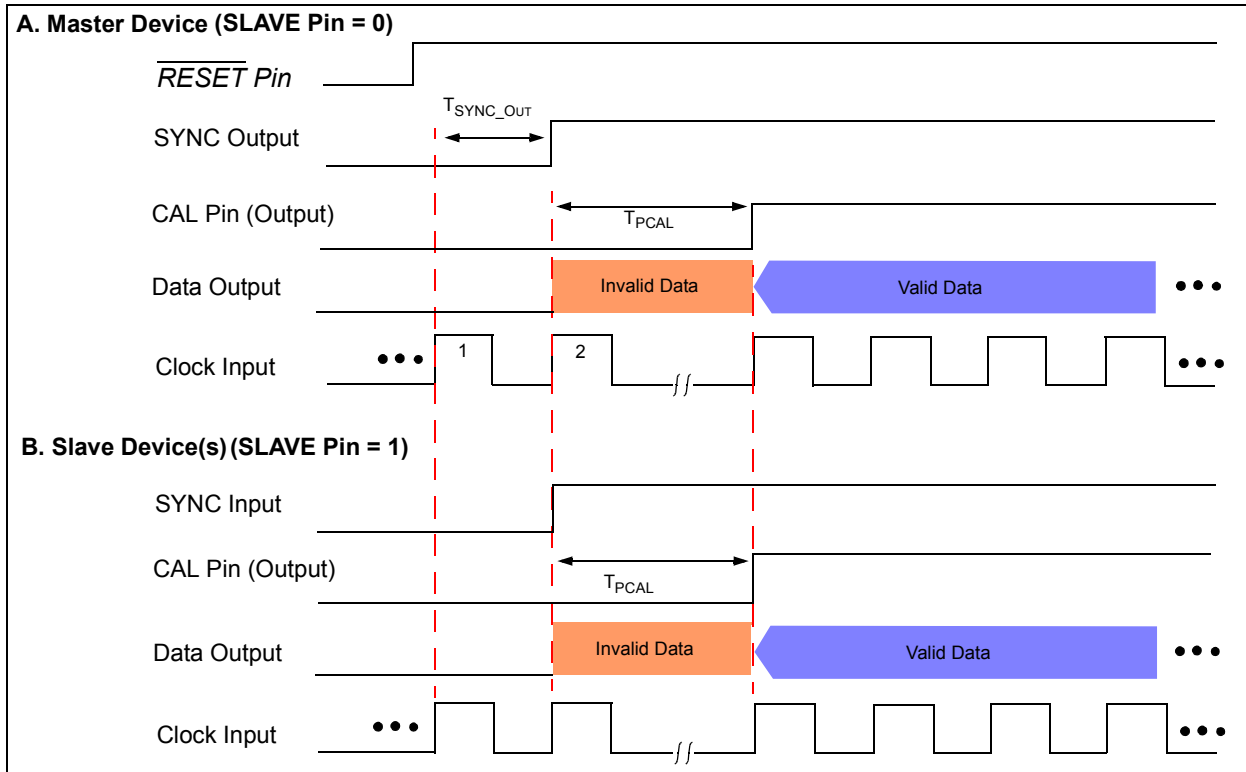 A. Master Device (SLAVE Pin = 0)
RESET Pin
TSYNC_OUT
SYNC Output
CAL Pin (Output)
TPCAL
Data Output
Invalid Data
Valid Data
•••
Clock Input
•••
1
2
•••
B. Slave Device(s) (SLAVE Pin = 1)
SYNC Input
CAL Pin (Output)
TPCAL
Data Output
Invalid Data
Valid Data
•••
Clock Input
•••
•••